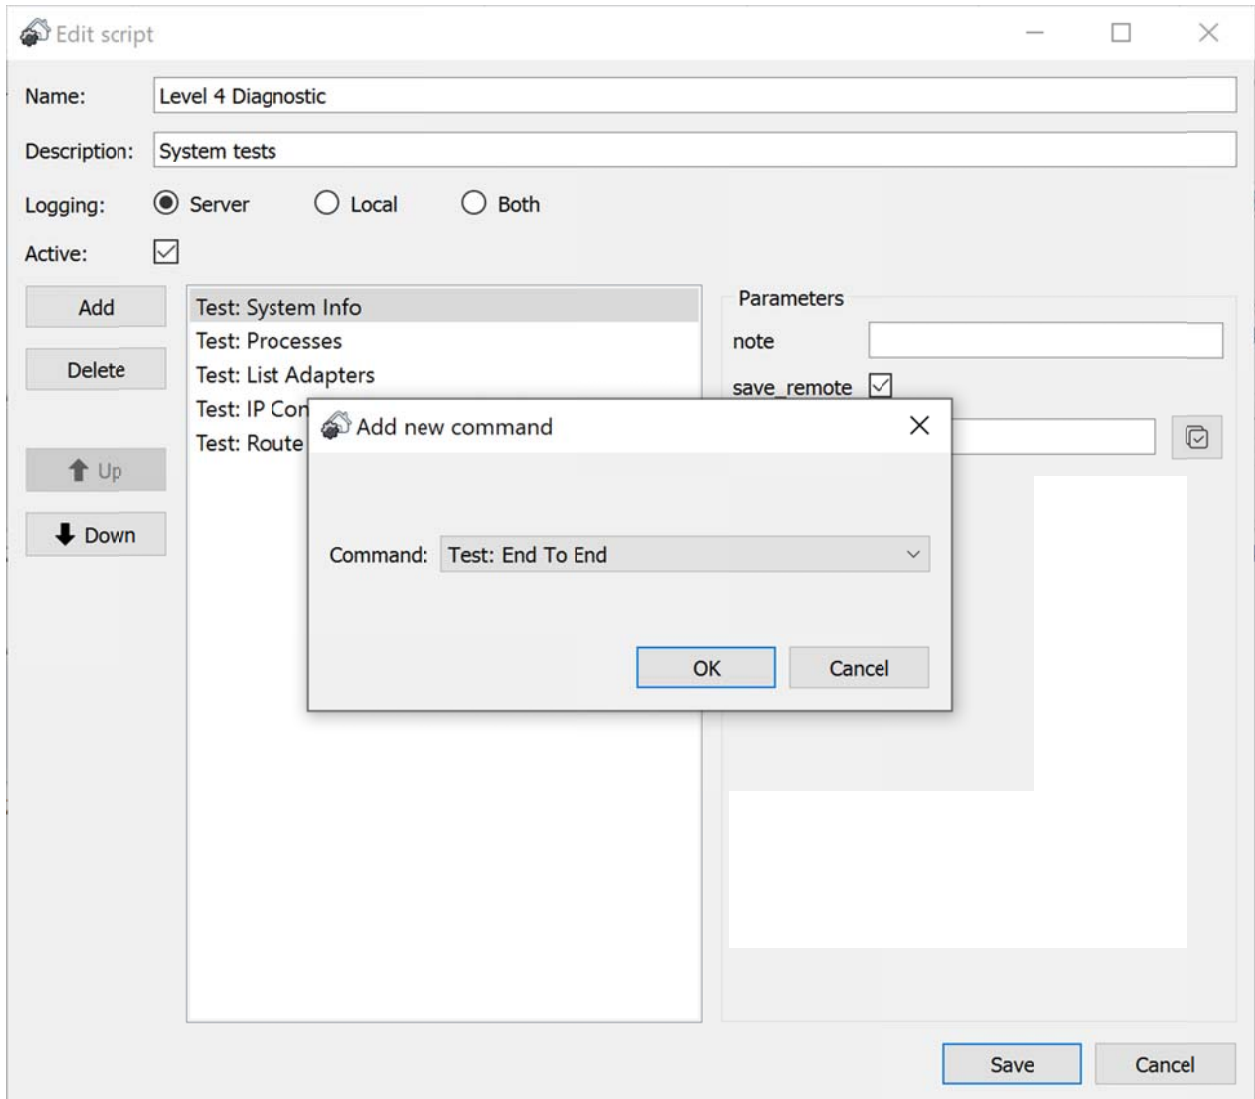 Edit script
Name: Level 4 Diagnostic
Description: System tests
Logging: Server Local Both
Active:
Add
Delete
Up
Down
Test: System Info
Test: Processes
Test: List Adapters
Test: IP Con
Test: Route
Parameters
note
save_remote
Add new command
Command: Test: End To End
OK Cancel
Save Cancel